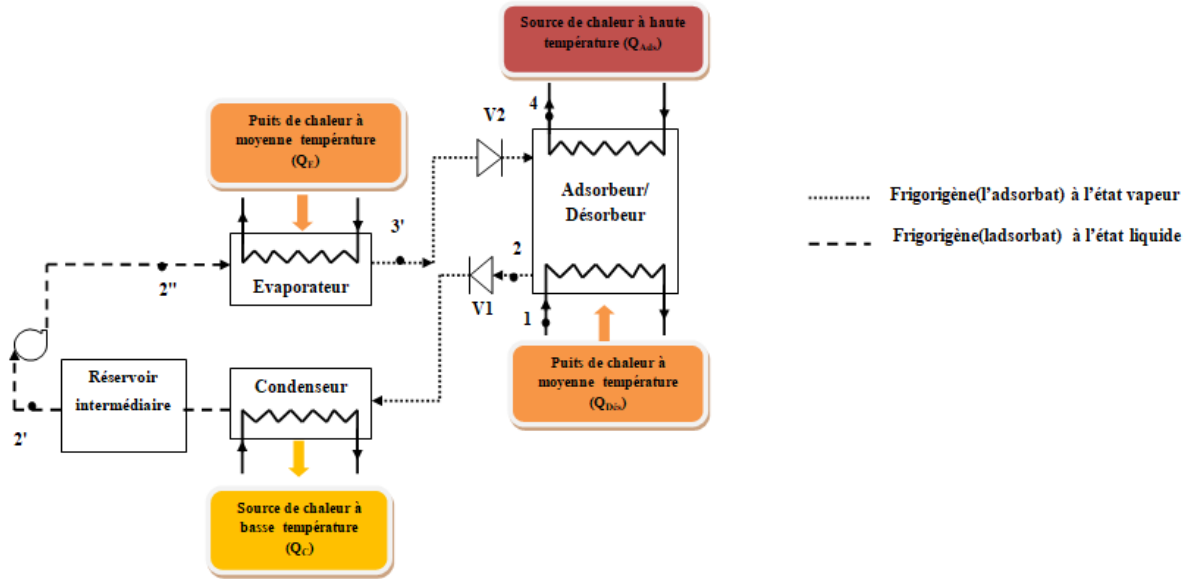 Source de chaleur à haute
température (QAds)
4
V2
Puits de chaleur à
moyenne température
(QE)
Adsorbeur/
Désorbeur
3'
2
Evaporateur
2"
V1
1
Réservoir
intermédiaire
Condenseur
2'
Puits de chaleur à
moyenne température
(QDés)
Source de chaleur à
basse température
(QC)
Frigorigène(l'adsorbat) à l'état vapeur
Frigorigène(ladsorbat) à l'état liquide